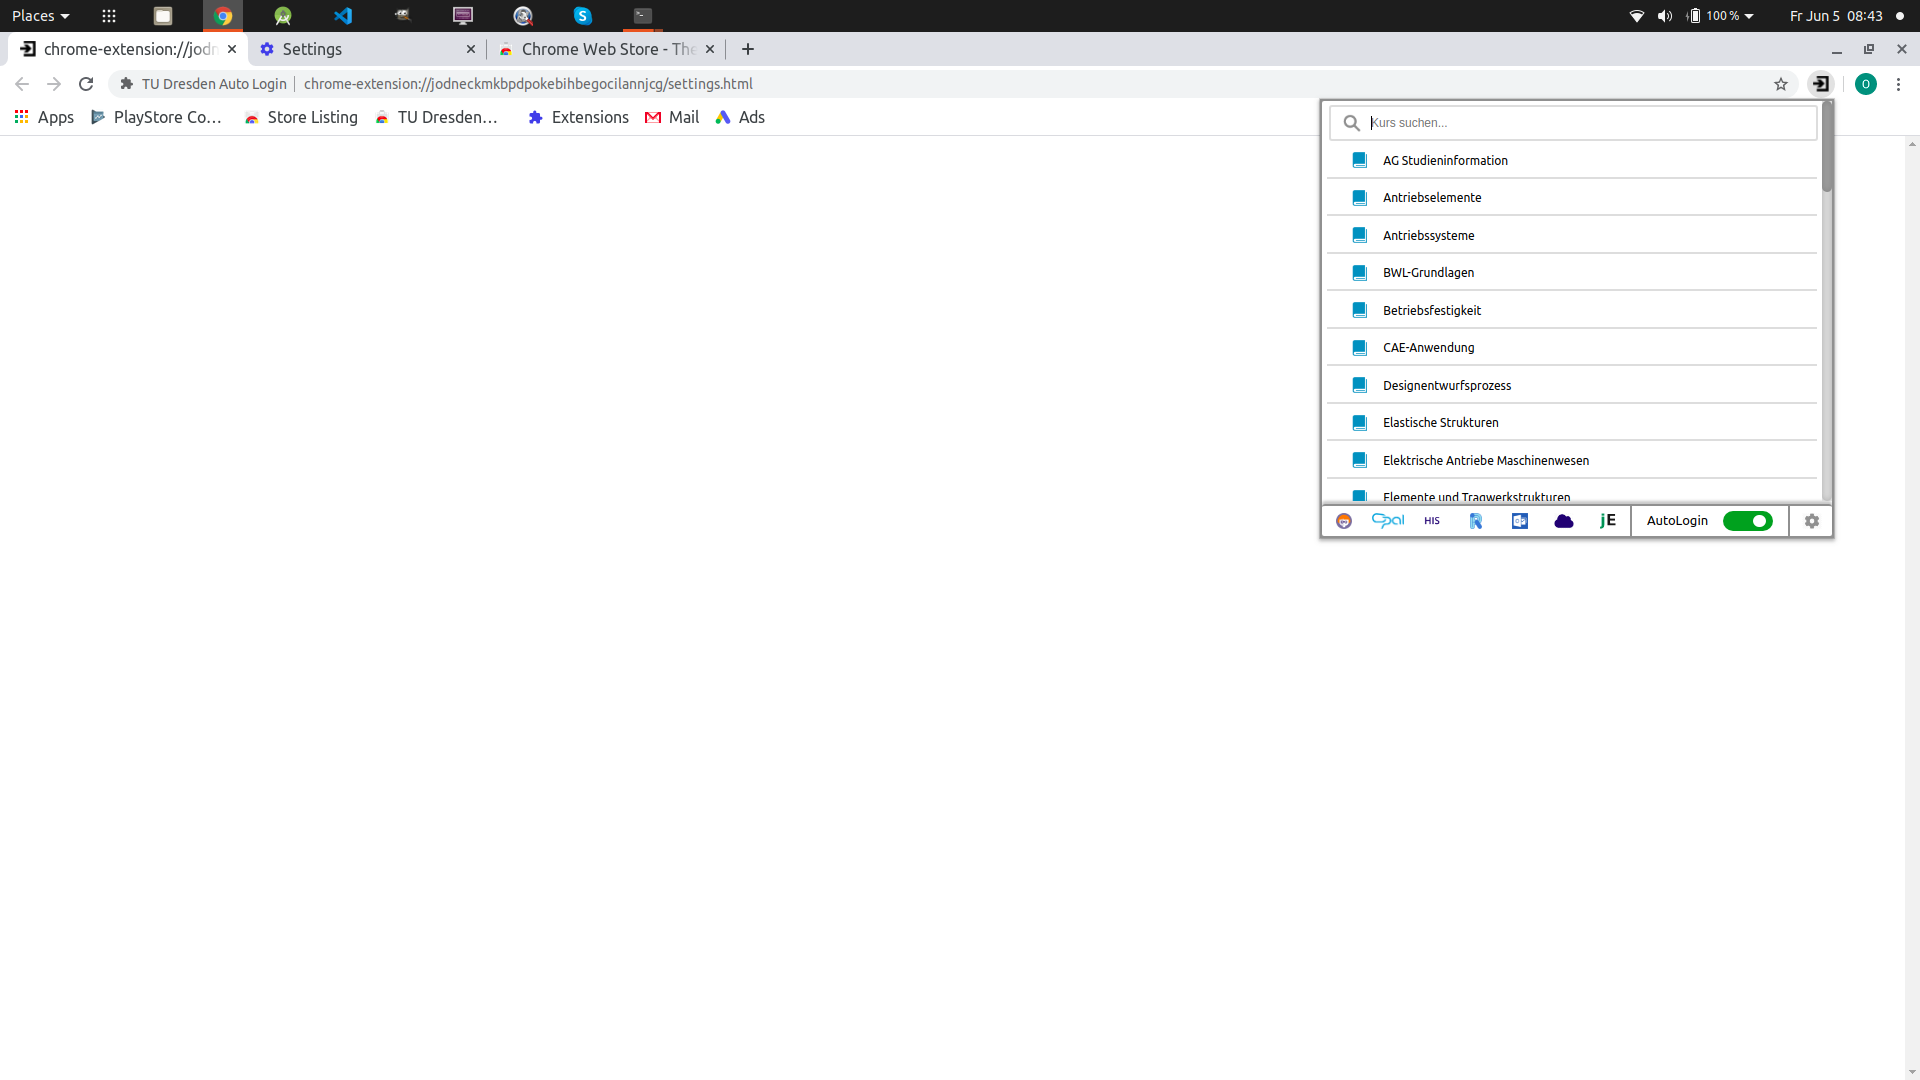 Places
100 %
Fr Jun 5 08:43
chrome-extension://jodn
Settings
Chrome Web Store - The
TU Dresden Auto Login
chrome-extension://jodneckmkbpdpokebihbegocilannjcg/settings.html
O
Apps
PlayStore Co…
Store Listing
TU Dresden…
Extensions
Mail
Ads
Kurs suchen...
AG Studieninformation
Antriebselemente
Antriebssysteme
BWL-Grundlagen
Betriebsfestigkeit
CAE-Anwendung
Designentwurfsprozess
Elastische Strukturen
Elektrische Antriebe Maschinenwesen
Elemente und Tragwerkstrukturen
Opal
HIS
jE
AutoLogin